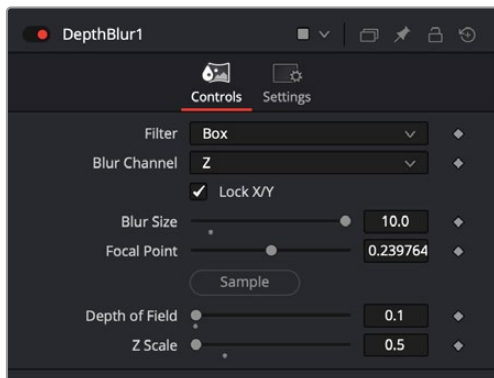 DepthBlur1
Controls Settings
Filter Box
Blur Channel Z
Lock X/Y
Blur Size 10.0
Focal Point 0.239764
Sample
Depth of Field 0.1
Z Scale 0.5